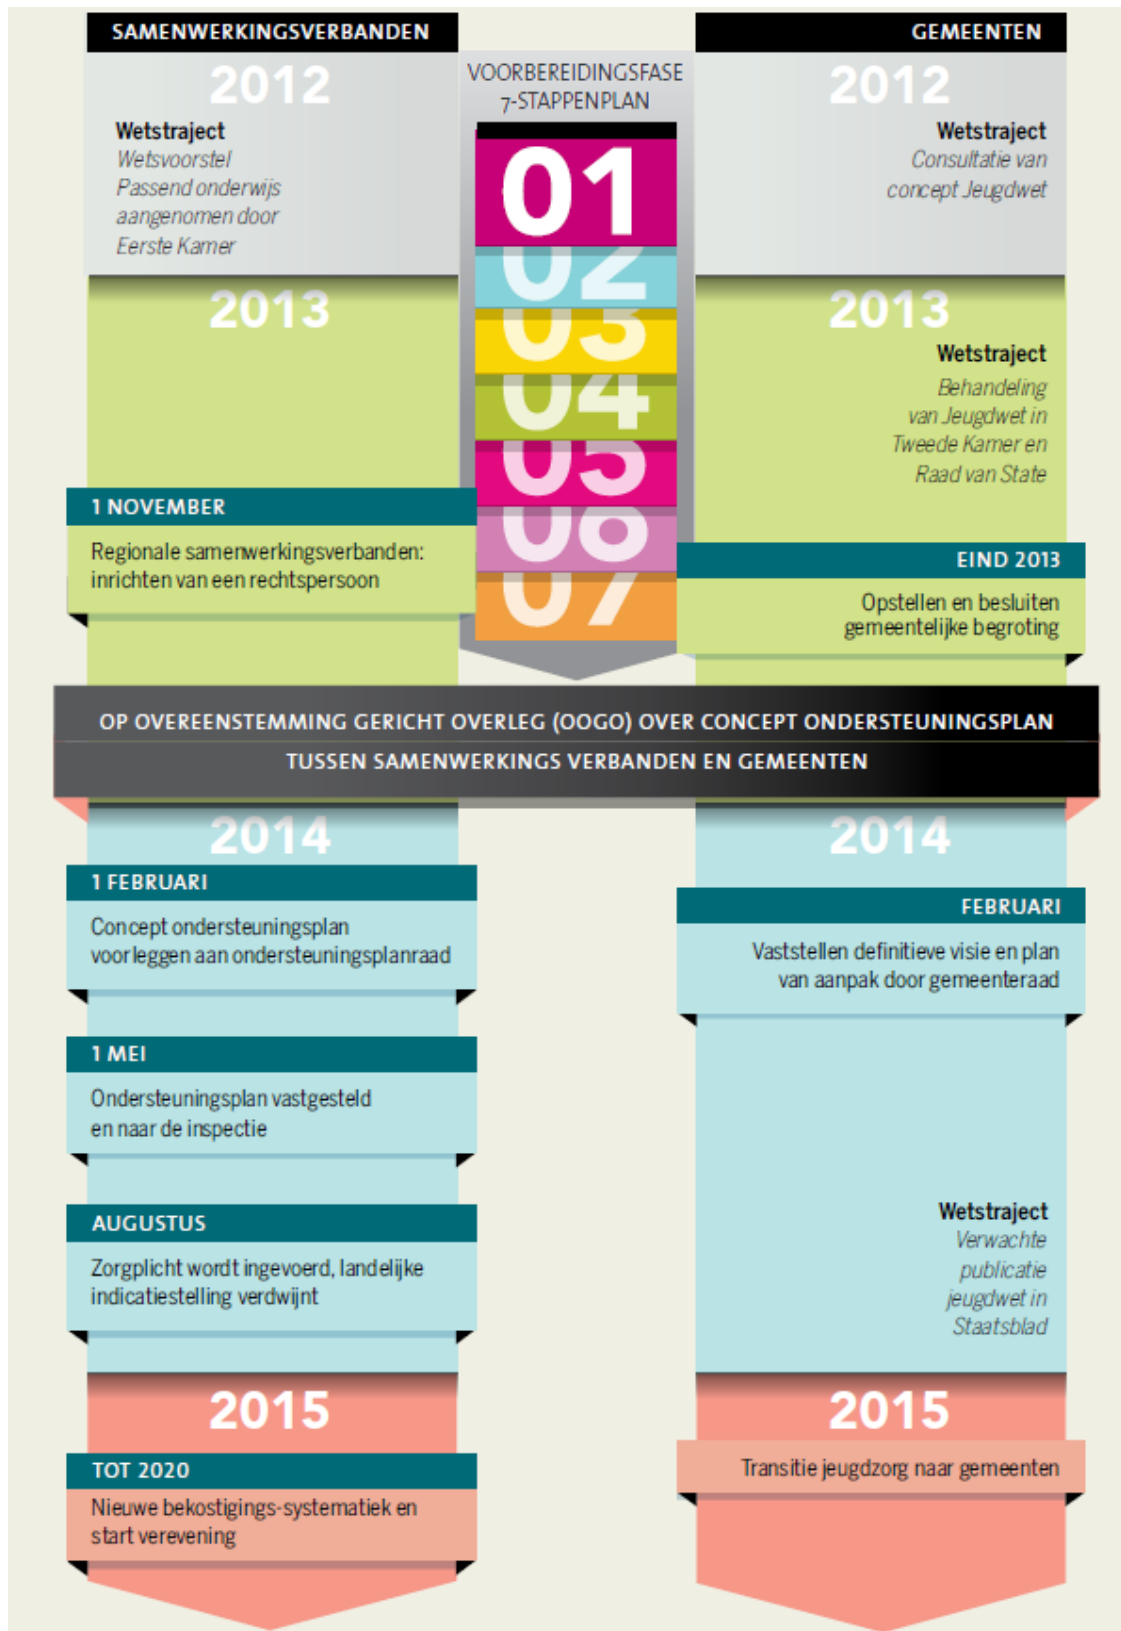 SAMENWERKINGSVERBANDEN
2012
Wetstraject
Wetsvoorstel
Passend onderwijs
aangenomen door
Eerste Kamer
2013
1 NOVEMBER
Regionale samenwerkingsverbanden:
inrichten van een rechtspersoon
VOORBEREIDINGSFASE
7-STAPPENPLAN
01
02
03
04
05
06
07
GEMEENTEN
2012
Wetstraject
Consultatie van
concept Jeugdwet
2013
Wetstraject
Behandeling
van Jeugdwet in
Tweede Kamer en
Raad van State
EIND 2013
Opstellen en besluiten
gemeentelijke begroting
OP OVEREENSTEMMING GERICHT OVERLEG (OOGO) OVER CONCEPT ONDERSTEUNINGSPLAN
TUSSEN SAMENWERKINGS VERBANDEN EN GEMEENTEN
2014
1 FEBRUARI
Concept ondersteuningsplan
voorleggen aan ondersteuningsplanraad
1 MEI
Ondersteuningsplan vastgesteld
en naar de inspectie
AUGUSTUS
Zorgplicht wordt ingevoerd, landelijke
indicatiestelling verdwijnt
2015
TOT 2020
Nieuwe bekostigings-systematiek en
start verevening
2014
FEBRUARI
Vaststellen definitieve visie en plan
van aanpak door gemeenteraad
Wetstraject
Verwachte
publicatie
jeugdwet in
Staatsblad
2015
Transitie jeugdzorg naar gemeenten